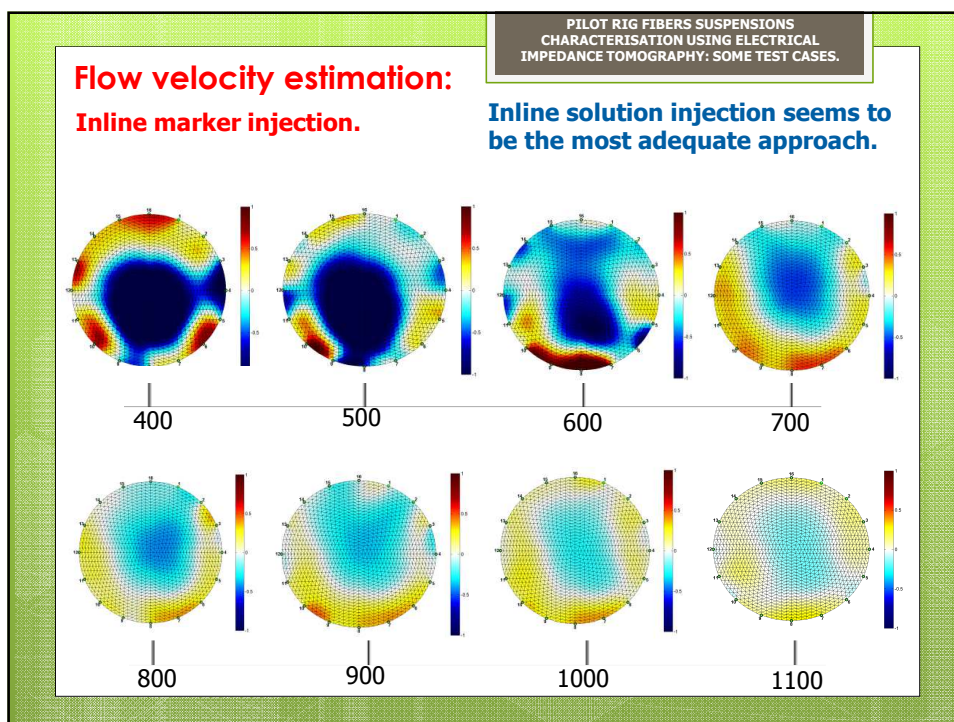 PILOT RIG FIBERS SUSPENSIONS
CHARACTERISATION USING ELECTRICAL
IMPEDANCE TOMOGRAPHY: SOME TEST CASES.
Flow velocity estimation:
Inline marker injection.
Inline solution injection seems to
be the most adequate approach.
400
500
600
700
800
900
1000
1100